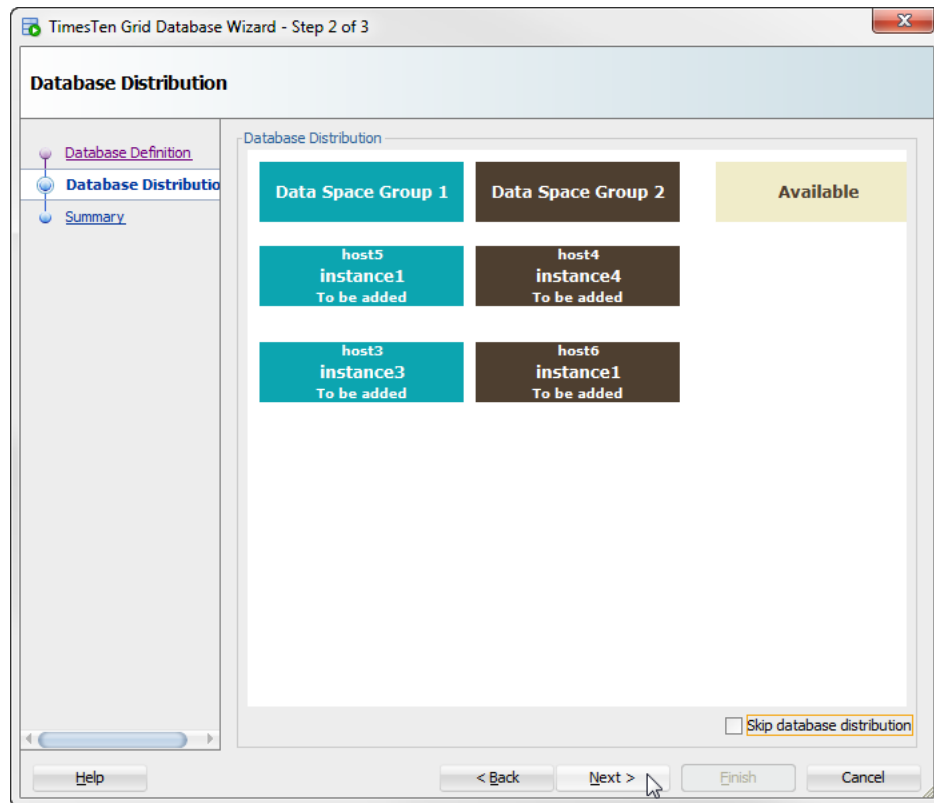 TimesTen Grid Database Wizard - Step 2 of 3
Database Distribution
Database Definition
Database Distributio
Summary
Database Distribution
Data Space Group 1
Data Space Group 2
Available
host5
instance1
To be added
host4
instance4
To be added
host3
instance3
To be added
host6
instance1
To be added
Skip database distribution
Help
< Back
Next >
Finish
Cancel